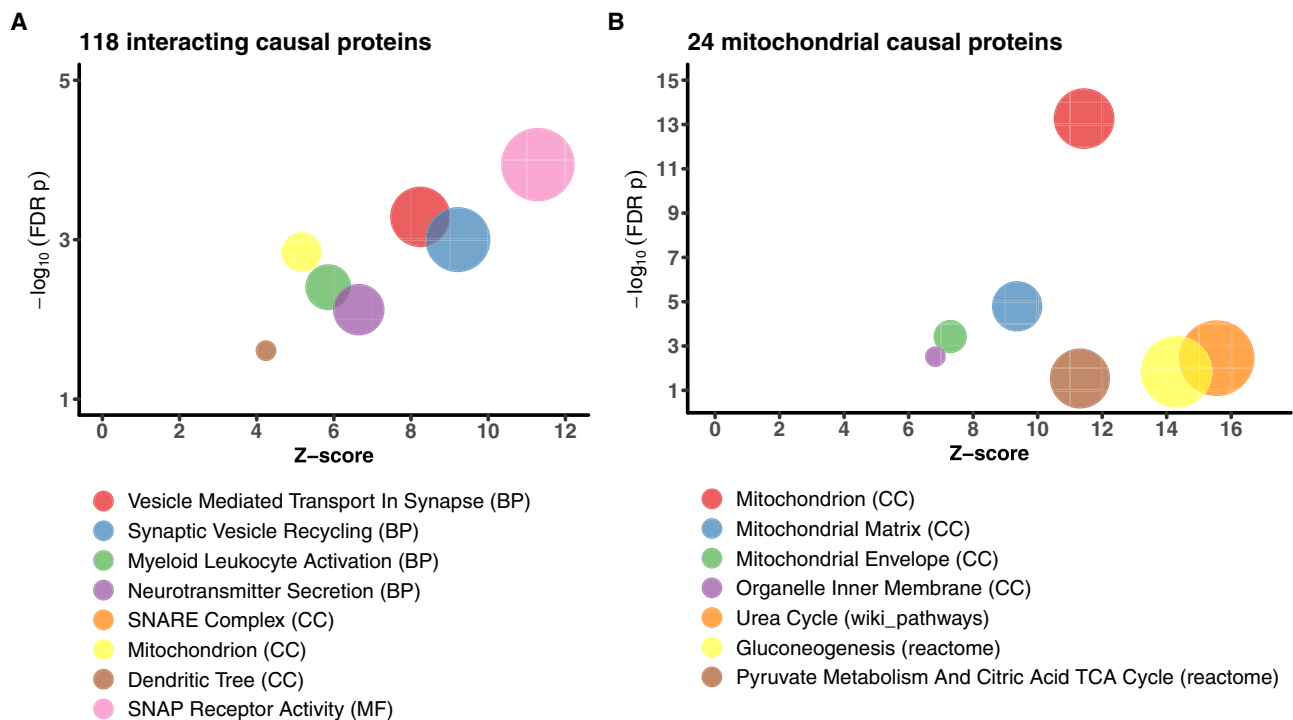 A
118 interacting causal proteins
5
3
1
−log10 (FDR p)
0 2 4 6 8 10 12
Z−score
Vesicle Mediated Transport In Synapse (BP)
Synaptic Vesicle Recycling (BP)
Myeloid Leukocyte Activation (BP)
Neurotransmitter Secretion (BP)
SNARE Complex (CC)
Mitochondrion (CC)
Dendritic Tree (CC)
SNAP Receptor Activity (MF)
B
24 mitochondrial causal proteins
15
13
11
9
7
5
3
1
−log10 (FDR p)
0 2 4 6 8 10 12 14 16
Z−score
Mitochondrion (CC)
Mitochondrial Matrix (CC)
Mitochondrial Envelope (CC)
Organelle Inner Membrane (CC)
Urea Cycle (wiki_pathways)
Gluconeogenesis (reactome)
Pyruvate Metabolism And Citric Acid TCA Cycle (reactome)